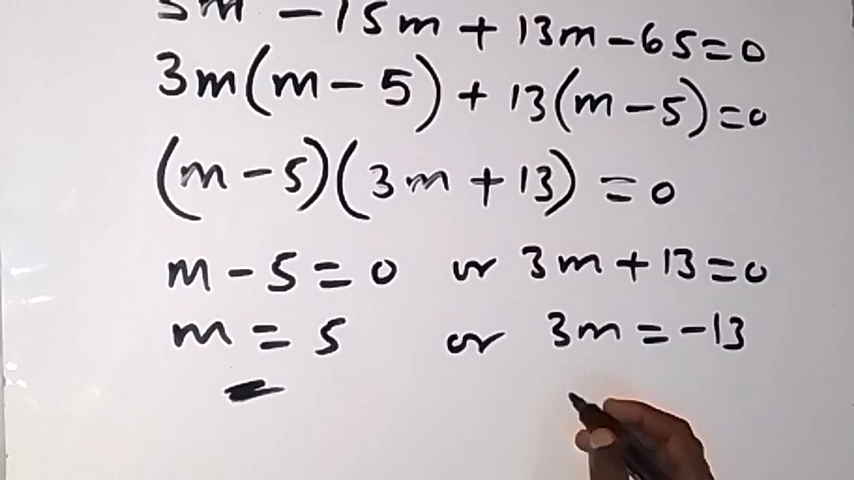 - 15m + 13m - 65 = 0
3m(m - 5) + 13(m - 5) = 0
(m - 5)(3m + 13) = 0
m - 5 = 0 or 3m + 13 = 0
m = 5 or 3m = -13